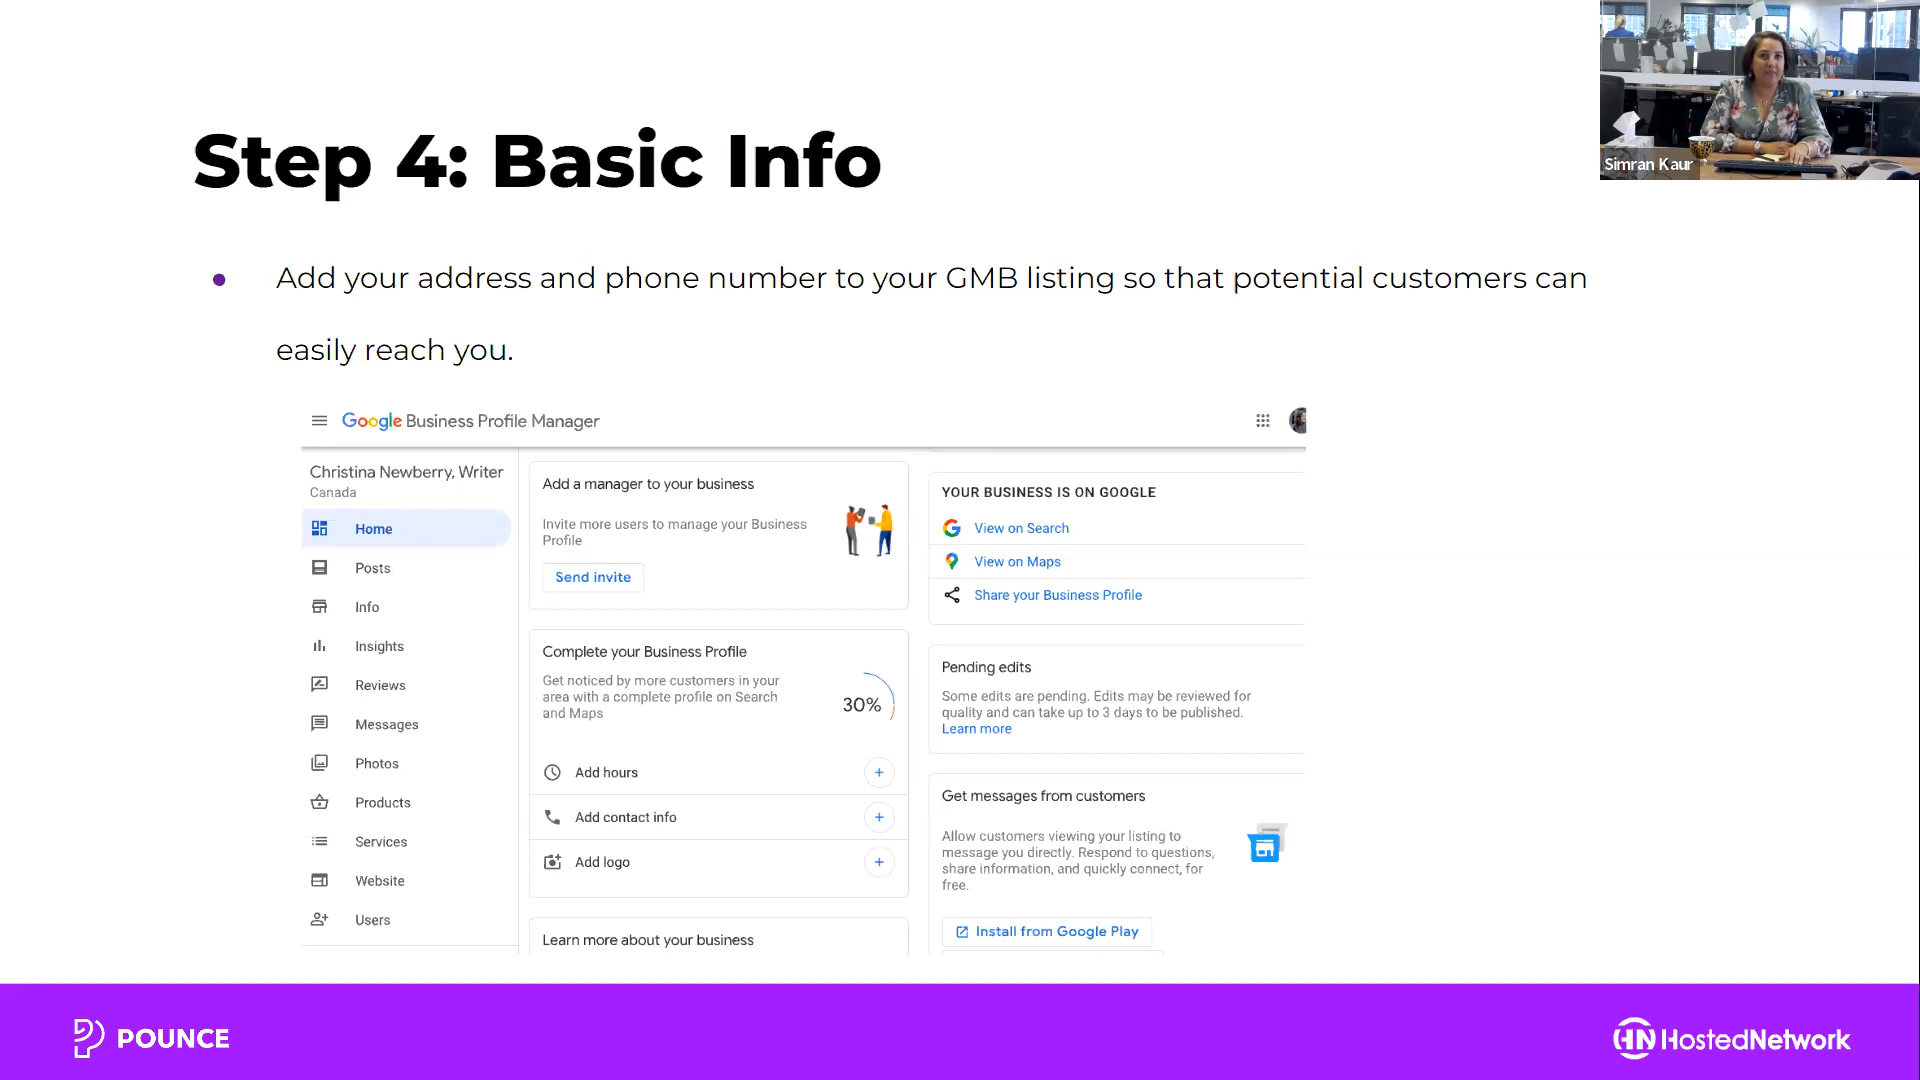 Simran Kaur
Step 4: Basic Info
Add your address and phone number to your GMB listing so that potential customers can
easily reach you.
Google Business Profile Manager
Christina Newberry, Writer
Canada
Home
Posts
Info
Insights
Reviews
Messages
Photos
Products
Services
Website
Users
Add a manager to your business
Invite more users to manage your Business
Profile
Send invite
Complete your Business Profile
Get noticed by more customers in your
area with a complete profile on Search
and Maps
30%
Add hours
Add contact info
Add logo
Learn more about your business
YOUR BUSINESS IS ON GOOGLE
View on Search
View on Maps
Share your Business Profile
Pending edits
Some edits are pending. Edits may be reviewed for
quality and can take up to 3 days to be published.
Learn more
Get messages from customers
Allow customers viewing your listing to
message you directly. Respond to questions,
share information, and quickly connect, for
free.
Install from Google Play
POUNCE
HN HostedNetwork